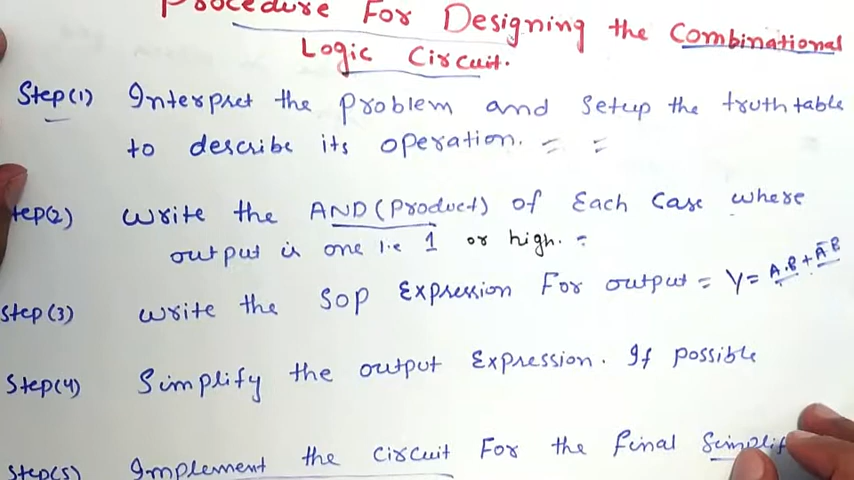 Procedure For Designing the Combinational
Logic Circuit.
Step(1) Interpret the problem and setup the truth table
to describe its operation. = =
tep(2) Write the AND (Product) of Each Case where
output is one i.e 1 or high. =
Step(3) write the SOP Expression For output = Y = A.B + A̅ B
Step(4) Simplify the output Expression. If possible
Step(5) Implement the circuit For the final Simplif